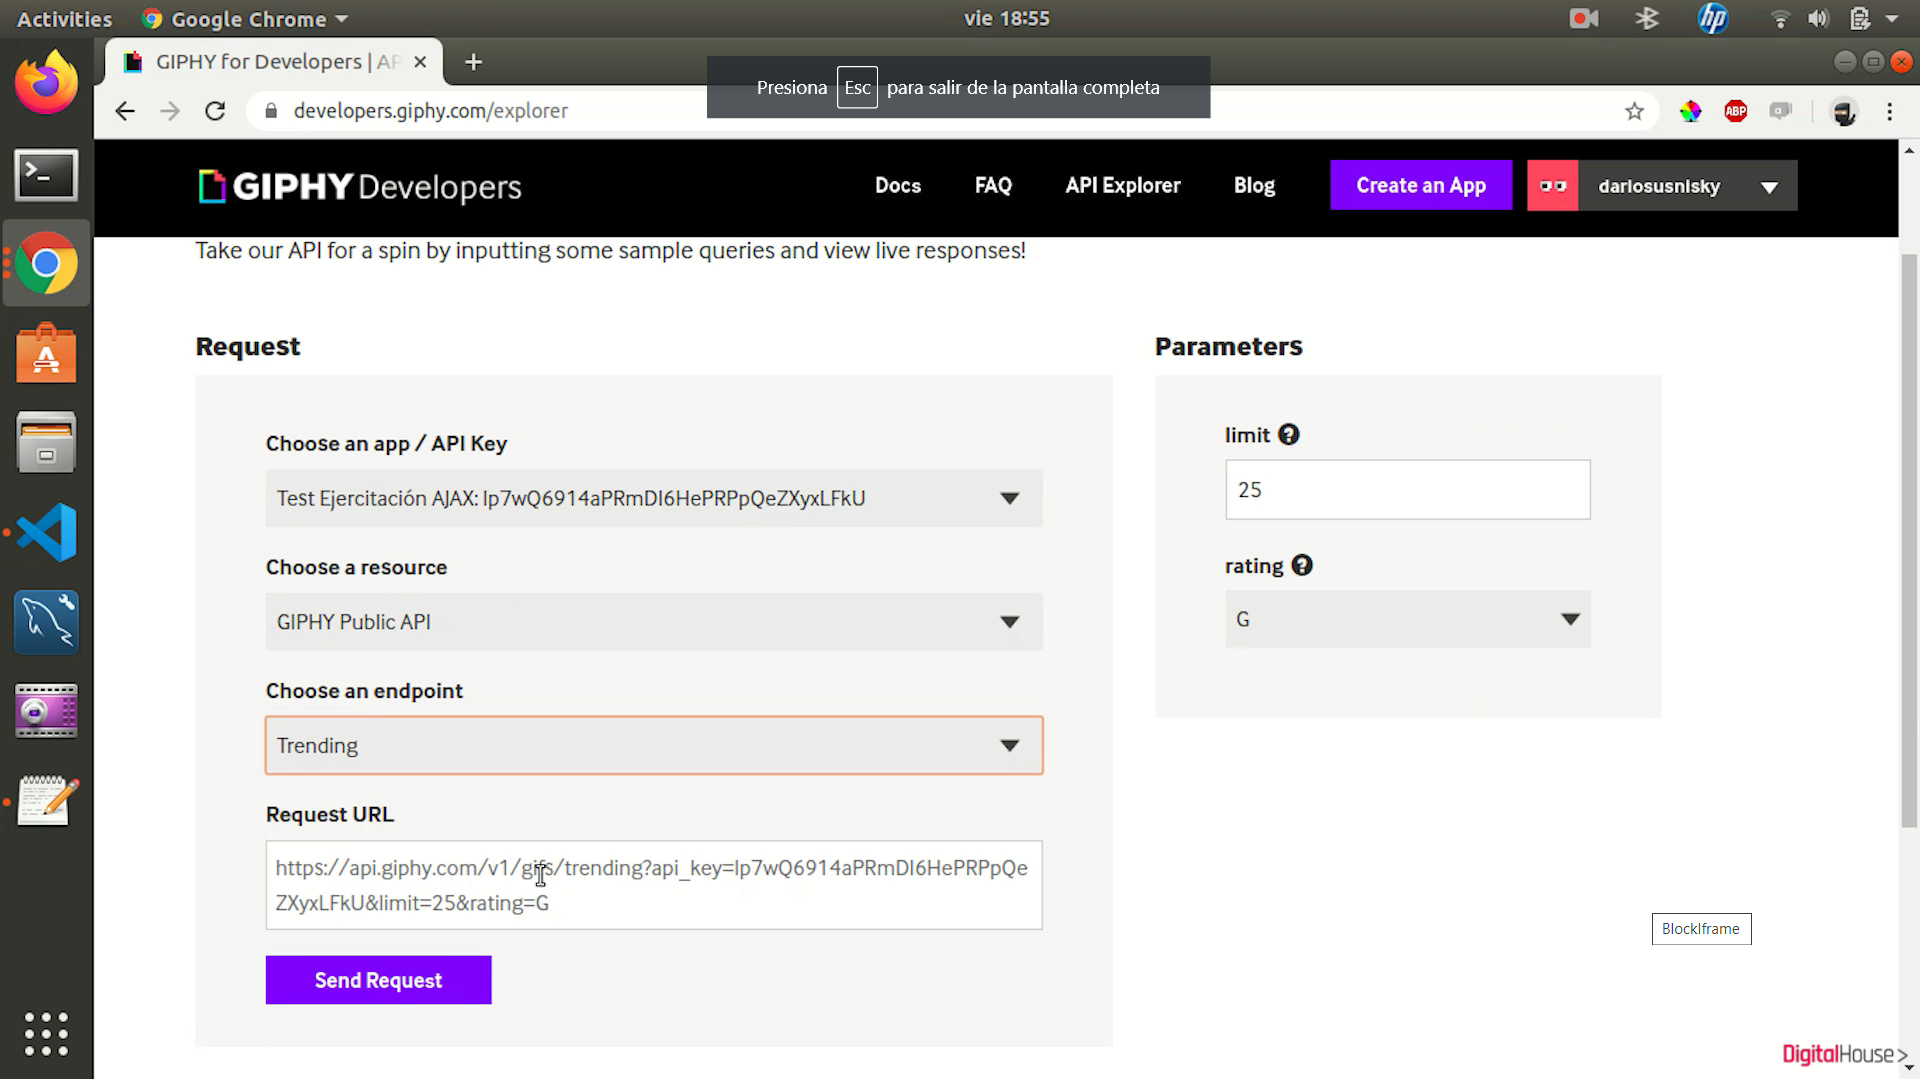 Activities
Google Chrome
vie 18:55
GIPHY for Developers | AP
Presiona Esc para salir de la pantalla completa
developers.giphy.com/explorer
ABP
GIPHY Developers
Docs
FAQ
API Explorer
Blog
Create an App
dariosusnisky
Take our API for a spin by inputting some sample queries and view live responses!
Request
Choose an app / API Key
Test Ejercitación AJAX: lp7wQ6914aPRmDI6HePRPpQeZXyxLFkU
Choose a resource
GIPHY Public API
Choose an endpoint
Trending
Request URL
https://api.giphy.com/v1/gifs/trending?api_key=lp7wQ6914aPRmDI6HePRPpQe
ZXyxLFkU&limit=25&rating=G
Send Request
Parameters
limit
25
rating
G
BlockIframe
DigitalHouse>